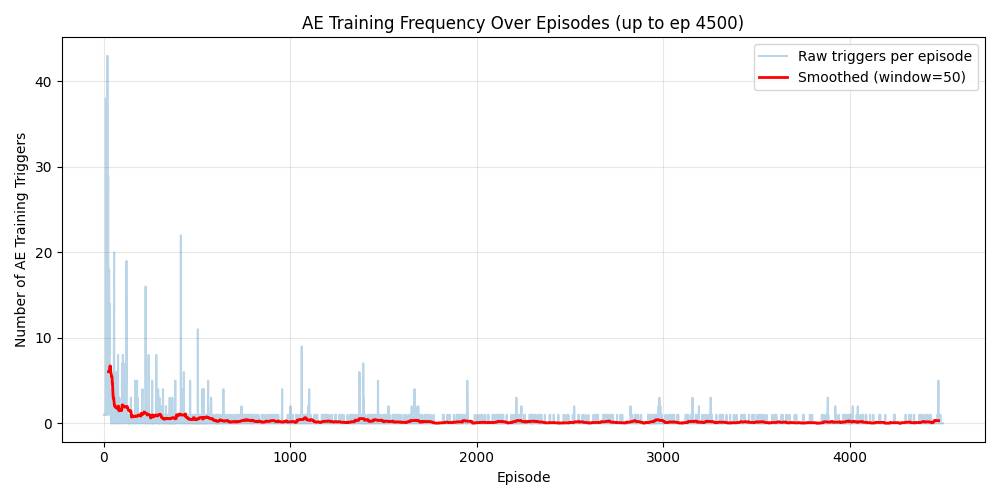 AE Training Frequency Over Episodes (up to ep 4500)
Raw triggers per episode
Smoothed (window=50)
Number of AE Training Triggers
40
30
20
10
0
0 1000 2000 3000 4000
Episode